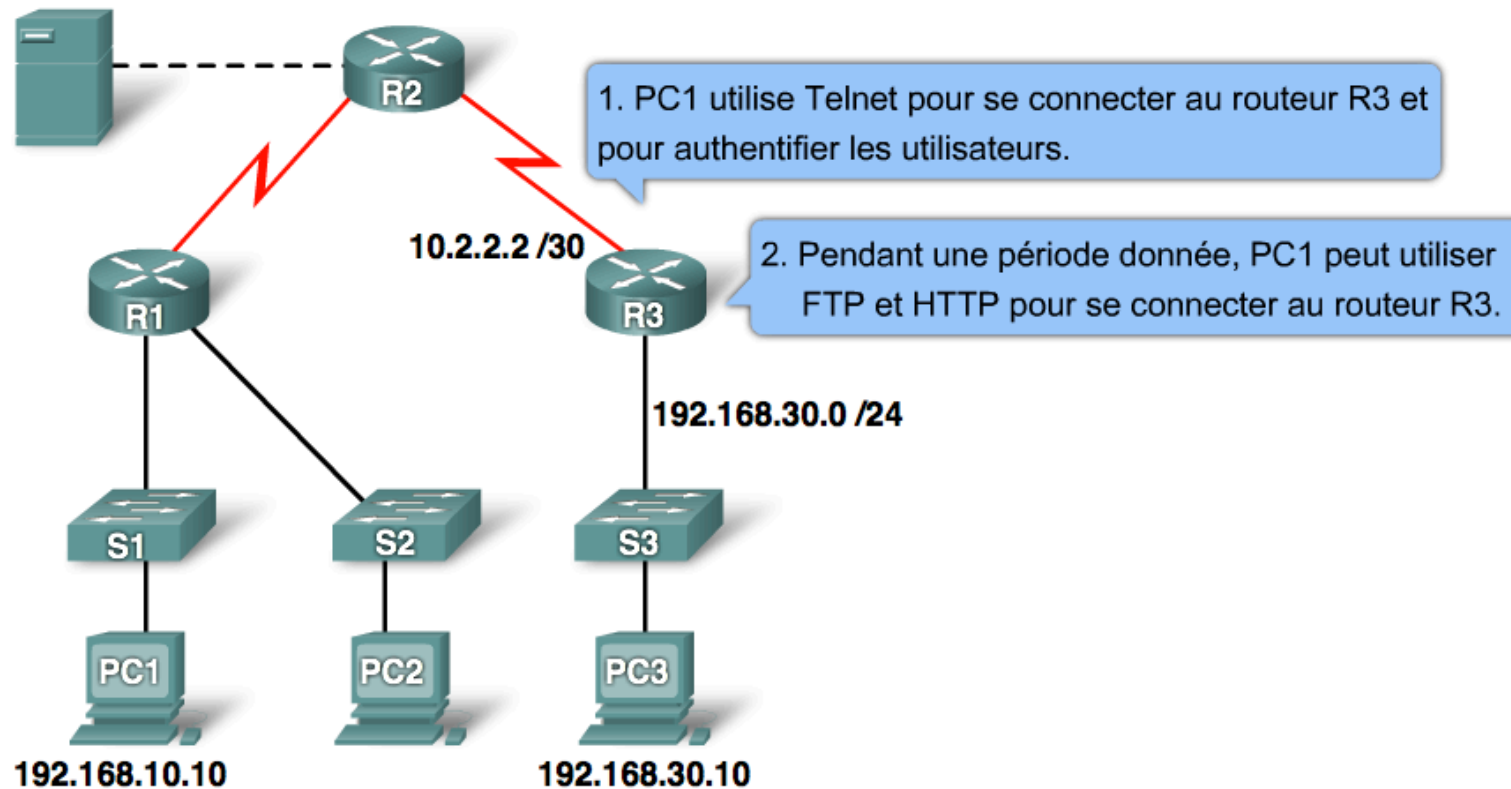 R2
1. PC1 utilise Telnet pour se connecter au routeur R3 et
pour authentifier les utilisateurs.
10.2.2.2 /30
2. Pendant une période donnée, PC1 peut utiliser
FTP et HTTP pour se connecter au routeur R3.
R1
R3
192.168.30.0 /24
S1
S2
S3
PC1
PC2
PC3
192.168.10.10
192.168.30.10